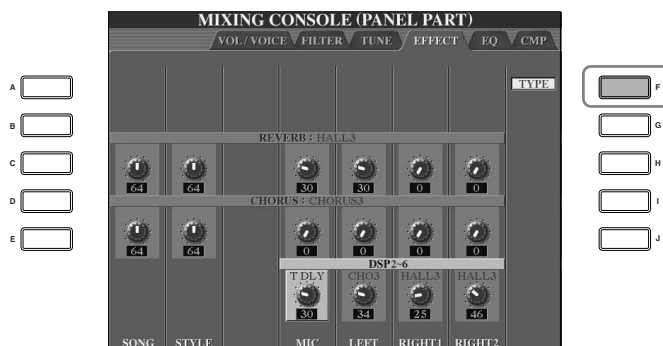 MIXING CONSOLE (PANEL PART)
VOL / VOICE FILTER TUNE EFFECT EQ CMP
A
F
TYPE
B
G
REVERB : HALL3
C
H
64 64 30 30 0 0
D
I
CHORUS : CHORUS3
E
J
64 64 0 0 0 0
DSP2~6
T DLY CHO3 HALL3 HALL3
30 34 25 46
SONG STYLE MIC LEFT RIGHT1 RIGHT2